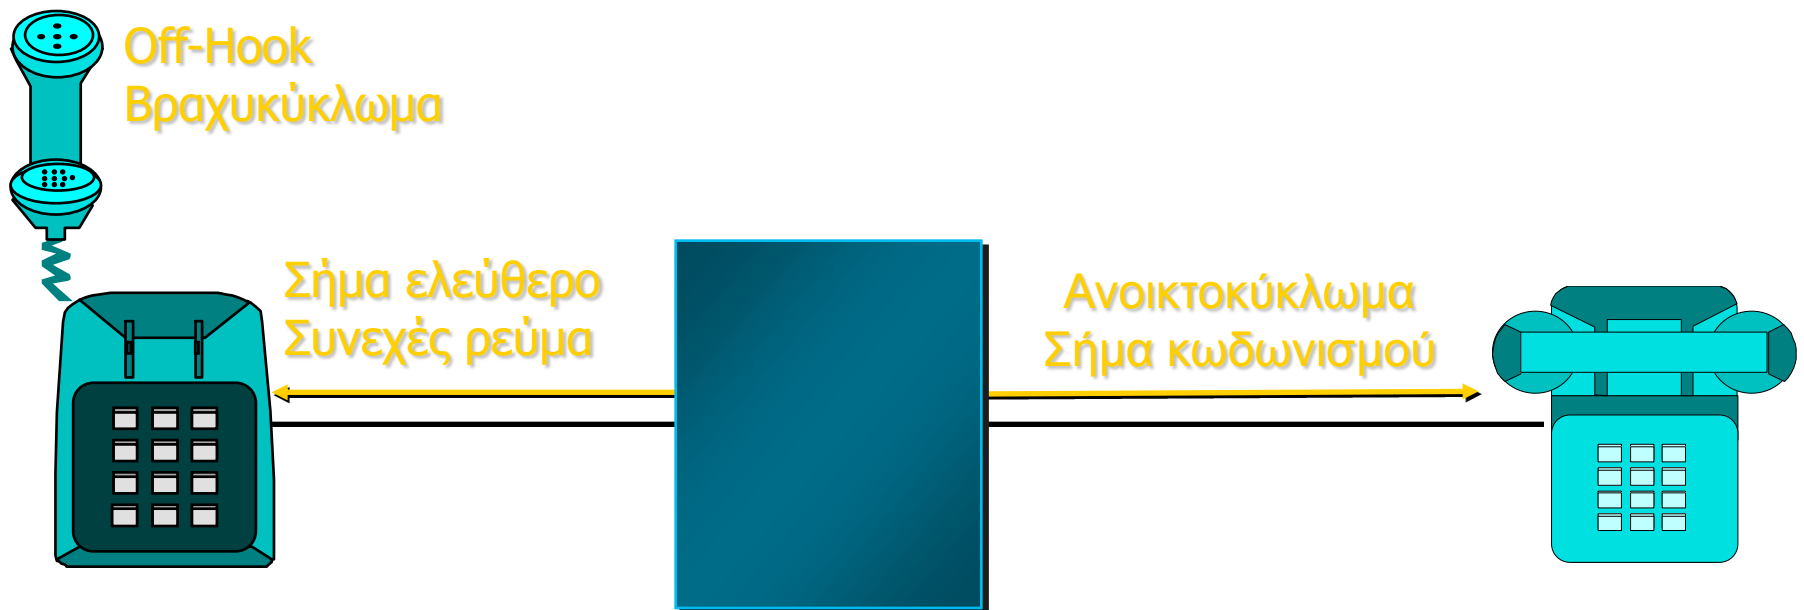 Off-Hook
Βραχυκύκλωμα
Σήμα ελεύθερο
Συνεχές ρεύμα
Ανοικτοκύκλωμα
Σήμα κωδωνισμού